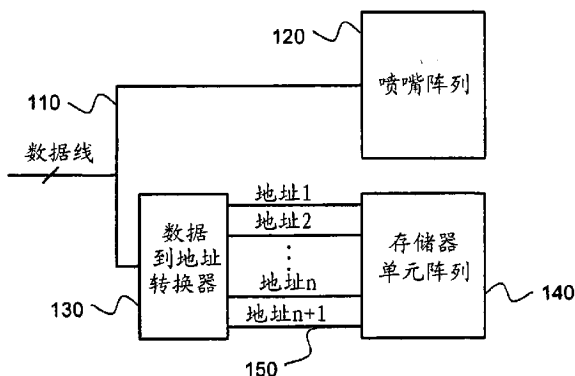 120
喷嘴阵列
110
数据线
地址1
地址2
数据
到地址
转换器
存储器
单元阵列
地址n
地址n+1
130
140
150